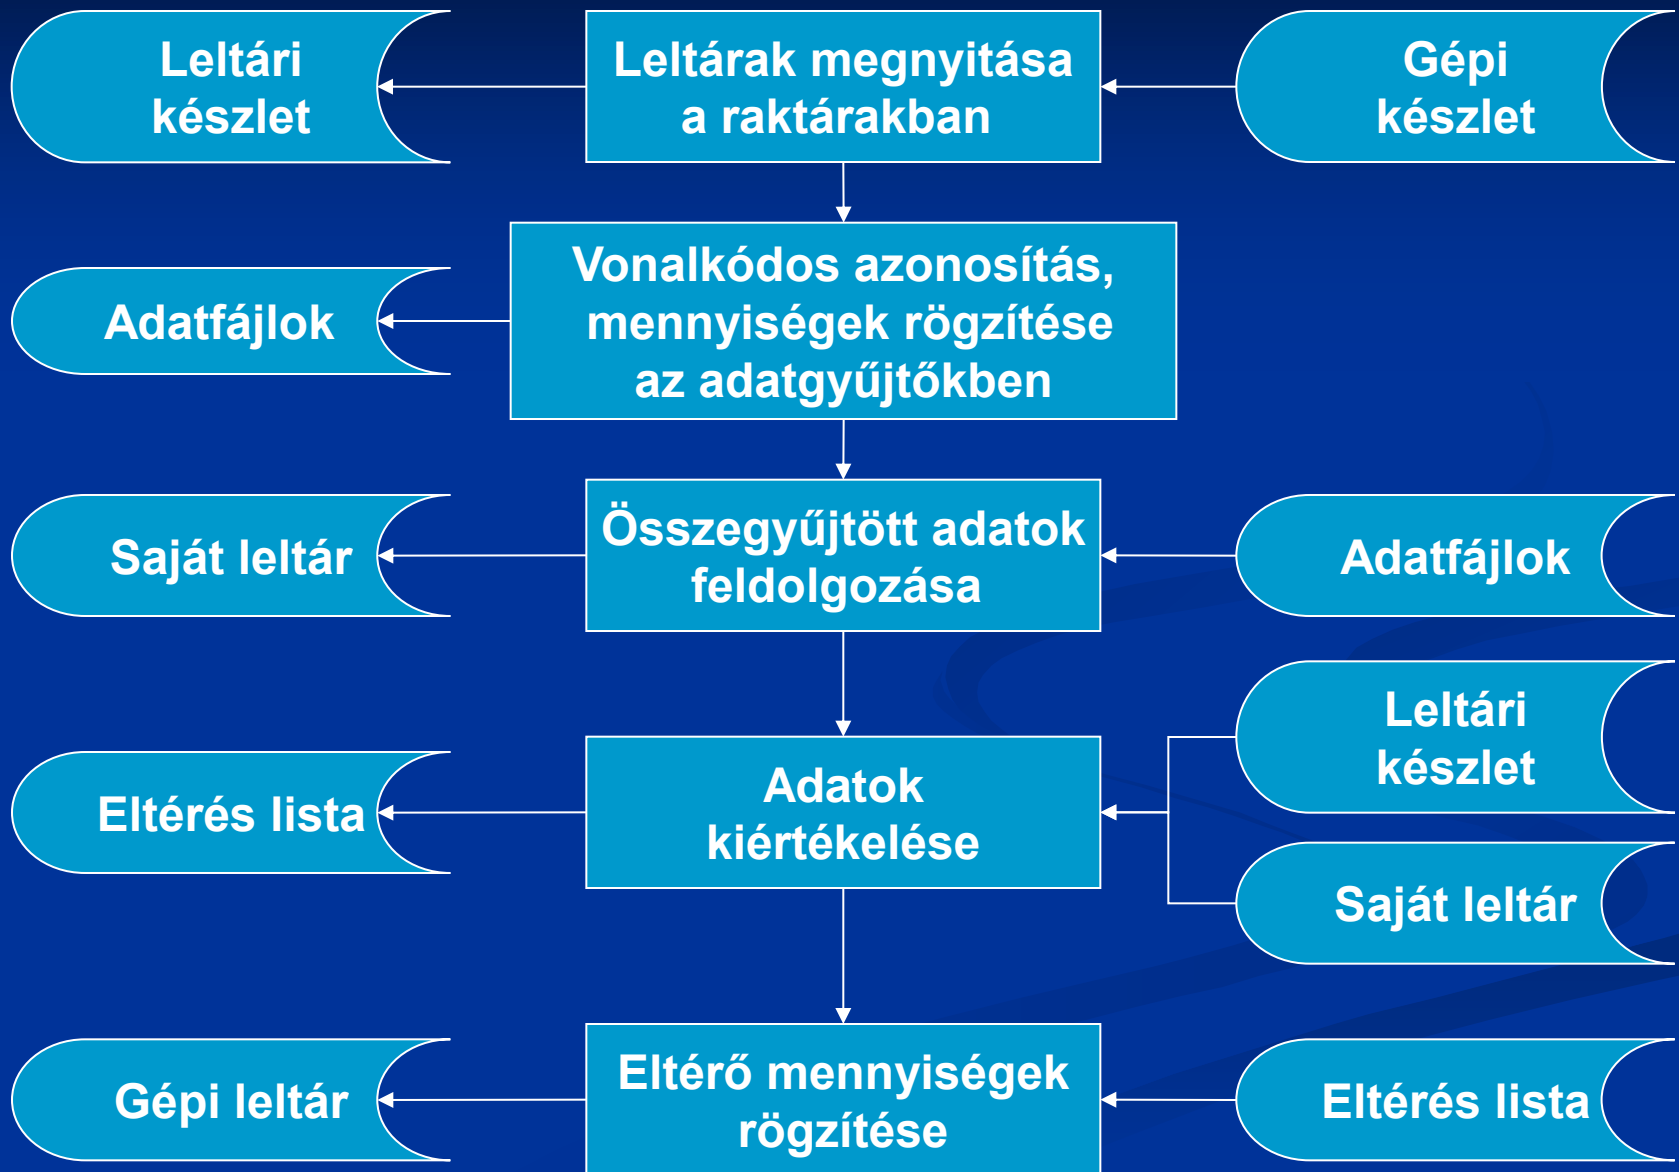 Leltári
készlet
Leltárak megnyitása
a raktárakban
Gépi
készlet
Adatfájlok
Vonalkódos azonosítás,
mennyiségek rögzítése
az adatgyűjtőkben
Saját leltár
Összegyűjtött adatok
feldolgozása
Adatfájlok
Eltérés lista
Adatok
kiértékelése
Leltári
készlet
Saját leltár
Gépi leltár
Eltérő mennyiségek
rögzítése
Eltérés lista